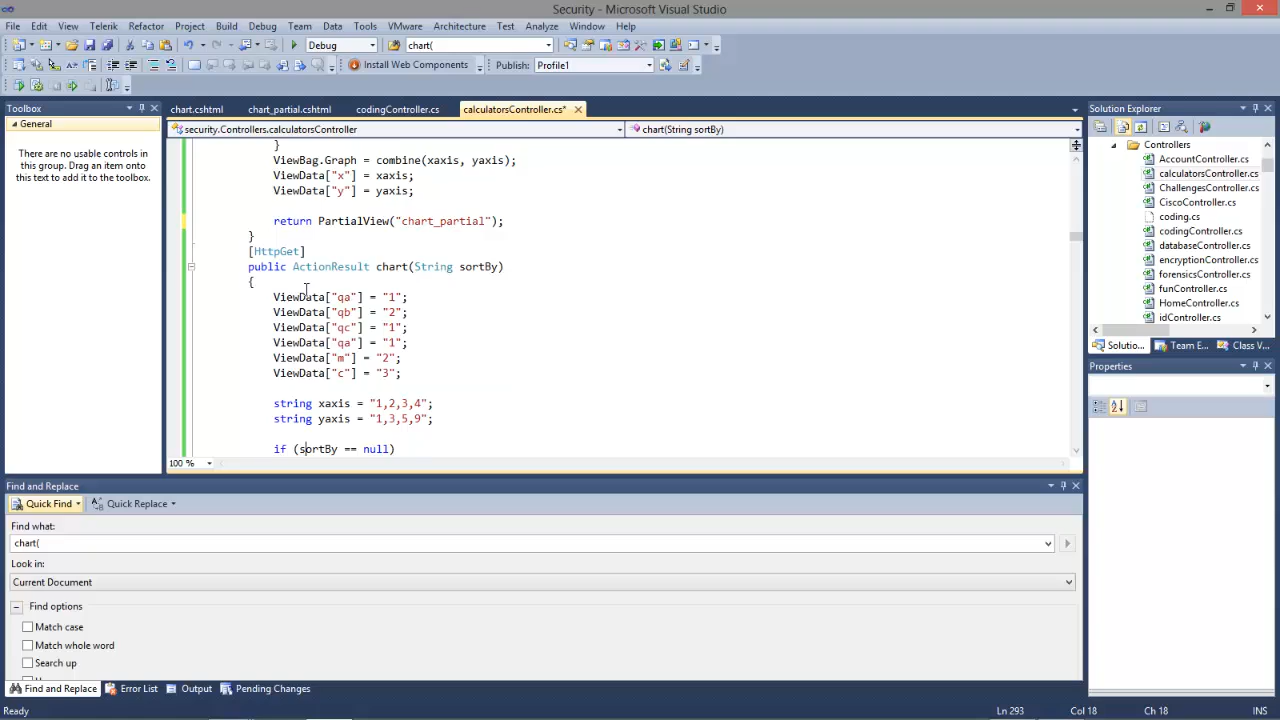 Security - Microsoft Visual Studio
File Edit View Telerik Refactor Project Build Debug Team Data Tools VMware Architecture Test Analyze Window Help
Debug chart(
Install Web Components Publish: Profile1
Toolbox
General
There are no usable controls in
this group. Drag an item onto
this text to add it to the toolbox.
chart.cshtml chart_partial.cshtml codingController.cs calculatorsController.cs*
security.Controllers.calculatorsController chart(String sortBy)
}
ViewBag.Graph = combine(xaxis, yaxis);
ViewData["x"] = xaxis;
ViewData["y"] = yaxis;
return PartialView("chart_partial");
}
[HttpGet]
public ActionResult chart(String sortBy)
{
ViewData["qa"] = "1";
ViewData["qb"] = "2";
ViewData["qc"] = "1";
ViewData["qa"] = "1";
ViewData["m"] = "2";
ViewData["c"] = "3";
string xaxis = "1,2,3,4";
string yaxis = "1,3,5,9";
if (sortBy == null)
100 %
Solution Explorer
Controllers
AccountController.cs
calculatorsController.cs
ChallengesController.cs
CiscoController.cs
coding.cs
codingController.cs
databaseController.cs
encryptionController.cs
forensicsController.cs
funController.cs
HomeController.cs
idController.cs
Solutio... Team E... Class V...
Properties
Find and Replace
Quick Find Quick Replace
Find what:
chart(
Look in:
Current Document
Find options
Match case
Match whole word
Search up
Find and Replace Error List Output Pending Changes
Ready Ln 293 Col 18 Ch 18 INS